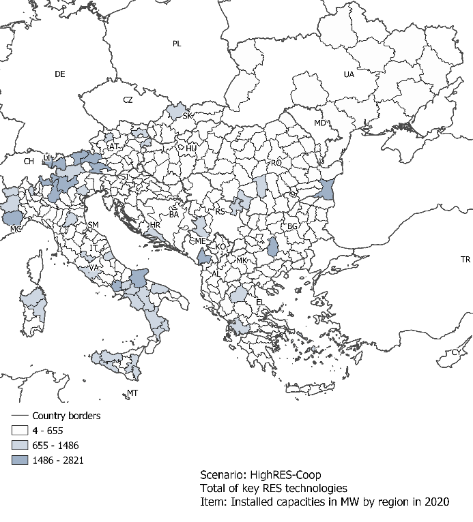 PL
DE
UA
CZ
SK
MD
AT
HU
CH
RO
BA
RS
SM
HR
BG
ME
KO
MC
VA
MK
AL
TR
EL
CY
MT
Country borders
4 - 655
655 - 1486
1486 - 2821
Scenario: HighRES-Coop
Total of key RES technologies
Item: Installed capacities in MW by region in 2020